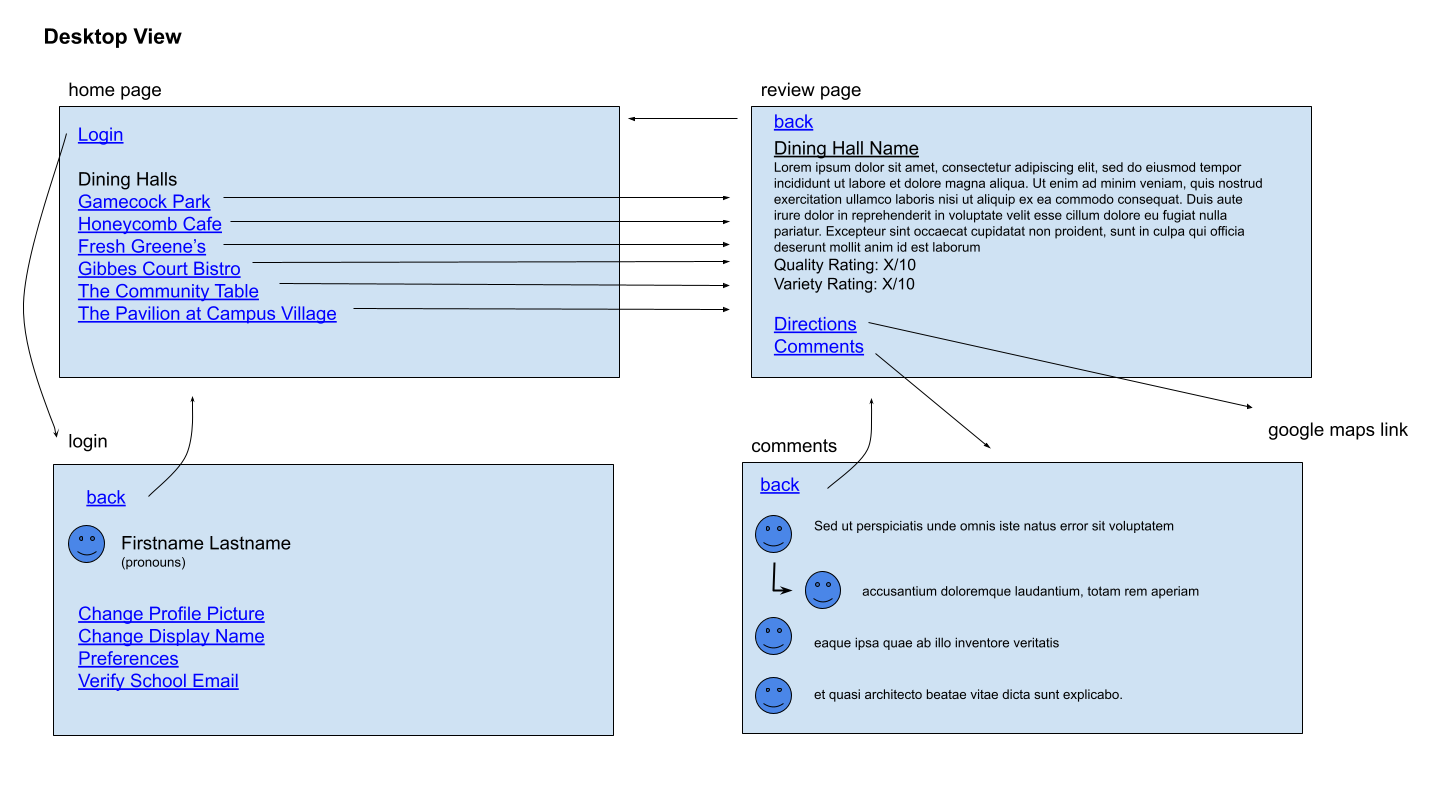 Desktop View
home page
Login
Dining Halls
Gamecock Park
Honeycomb Cafe
Fresh Greene’s
Gibbes Court Bistro
The Community Table
The Pavilion at Campus Village
review page
back
Dining Hall Name
Lorem ipsum dolor sit amet, consectetur adipiscing elit, sed do eiusmod tempor
incididunt ut labore et dolore magna aliqua. Ut enim ad minim veniam, quis nostrud
exercitation ullamco laboris nisi ut aliquip ex ea commodo consequat. Duis aute
irure dolor in reprehenderit in voluptate velit esse cillum dolore eu fugiat nulla
pariatur. Excepteur sint occaecat cupidatat non proident, sunt in culpa qui officia
deserunt mollit anim id est laborum
Quality Rating: X/10
Variety Rating: X/10
Directions
Comments
google maps link
login
back
Firstname Lastname
(pronouns)
Change Profile Picture
Change Display Name
Preferences
Verify School Email
comments
back
Sed ut perspiciatis unde omnis iste natus error sit voluptatem
accusantium doloremque laudantium, totam rem aperiam
eaque ipsa quae ab illo inventore veritatis
et quasi architecto beatae vitae dicta sunt explicabo.